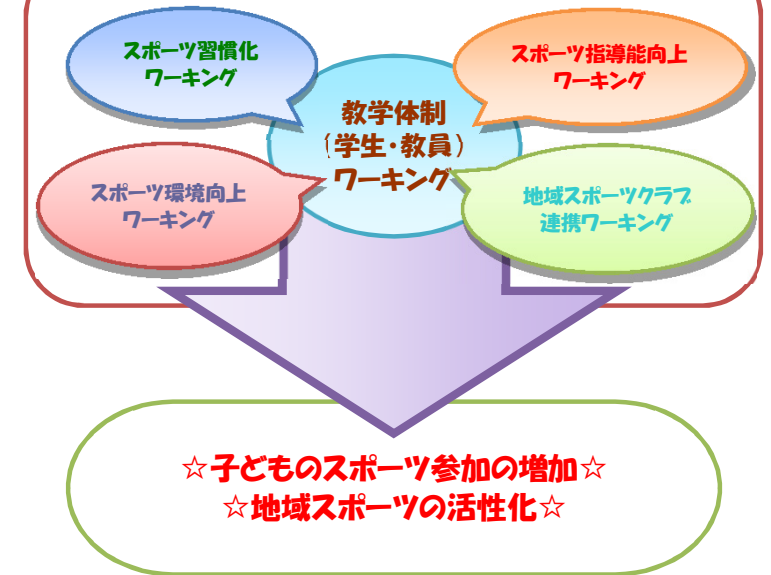 スポーツ習慣化
ワーキング
スポーツ指導能向上
ワーキング
教学体制
（学生・教員）
ワーキング
スポーツ環境向上
ワーキング
地域スポーツクラブ
連携ワーキング
☆子どものスポーツ参加の増加☆
☆地域スポーツの活性化☆